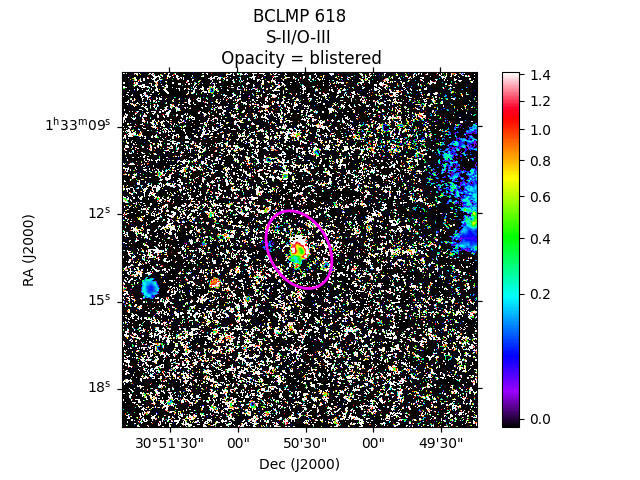 BCLMP 618
S-II/O-III
Opacity = blistered
1.4
1.2
1.0
0.8
0.6
0.4
0.2
0.0
RA (J2000)
1ʰ33ᵐ09ˢ
12ˢ
15ˢ
18ˢ
30°51'30" 00" 50'30" 00" 49'30"
Dec (J2000)